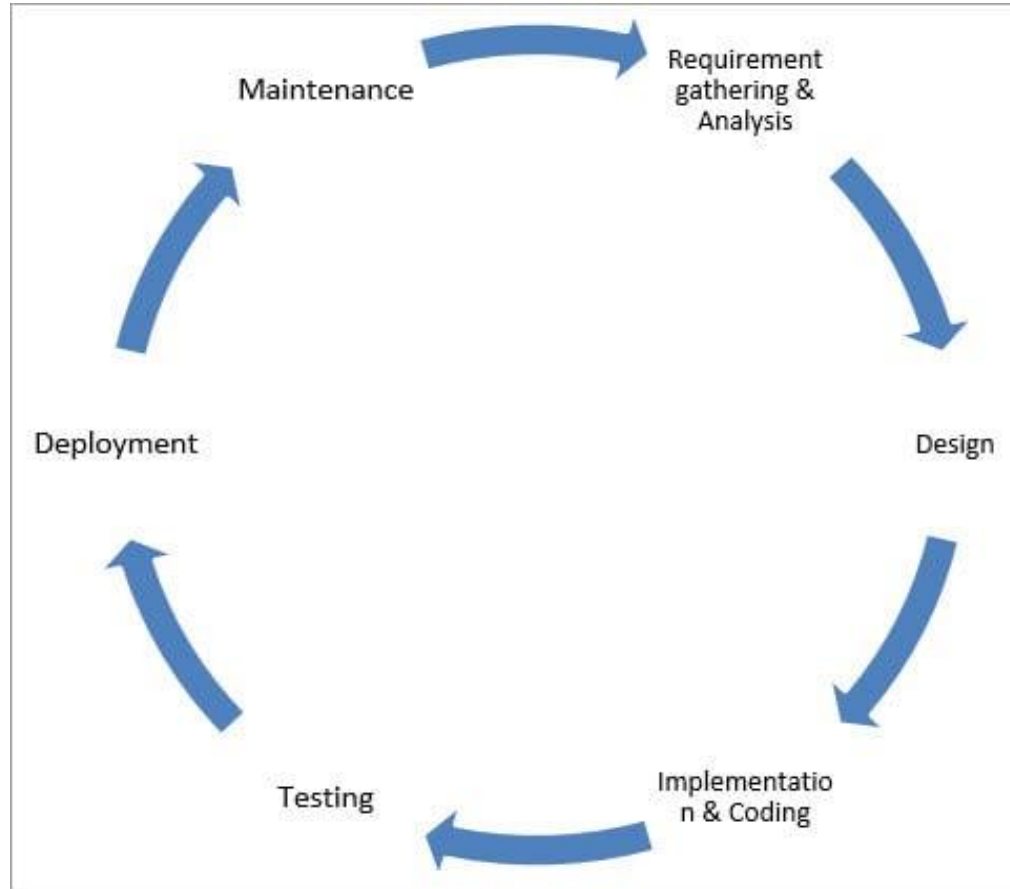 Maintenance
Requirement
gathering &
Analysis
Deployment
Design
Testing
Implementatio
n & Coding